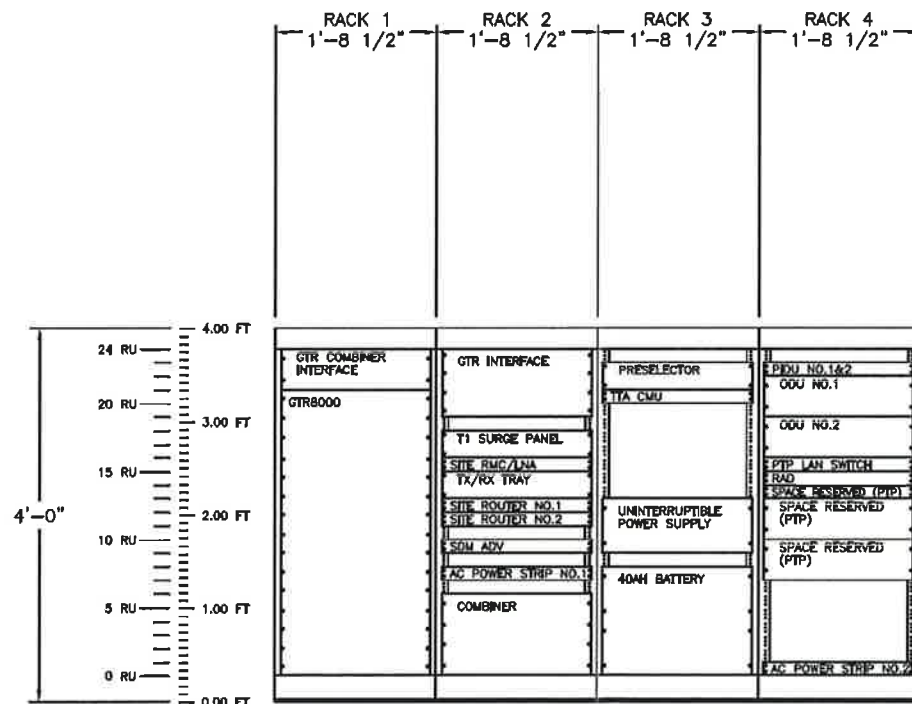 RACK 1
1'-8 1/2"
RACK 2
1'-8 1/2"
RACK 3
1'-8 1/2"
RACK 4
1'-8 1/2"
4'-0"
24 RU
20 RU
15 RU
10 RU
5 RU
0 RU
4.00 FT
3.00 FT
2.00 FT
1.00 FT
0.00 FT
GTR COMBINER
INTERFACE
GTR8000
GTR INTERFACE
T1 SURGE PANEL
SITE RMC/LNA
TX/RX TRAY
SITE ROUTER NO.1
SITE ROUTER NO.2
SDM ADV
AC POWER STRIP NO.1
COMBINER
PRESELECTOR
TTA CMU
UNINTERRUPTIBLE
POWER SUPPLY
40AH BATTERY
PIDU NO.1&2
ODU NO.1
ODU NO.2
PTP LAN SWITCH
RAD
SPACE RESERVED (PTP)
SPACE RESERVED
(PTP)
SPACE RESERVED
(PTP)
AC POWER STRIP NO.2